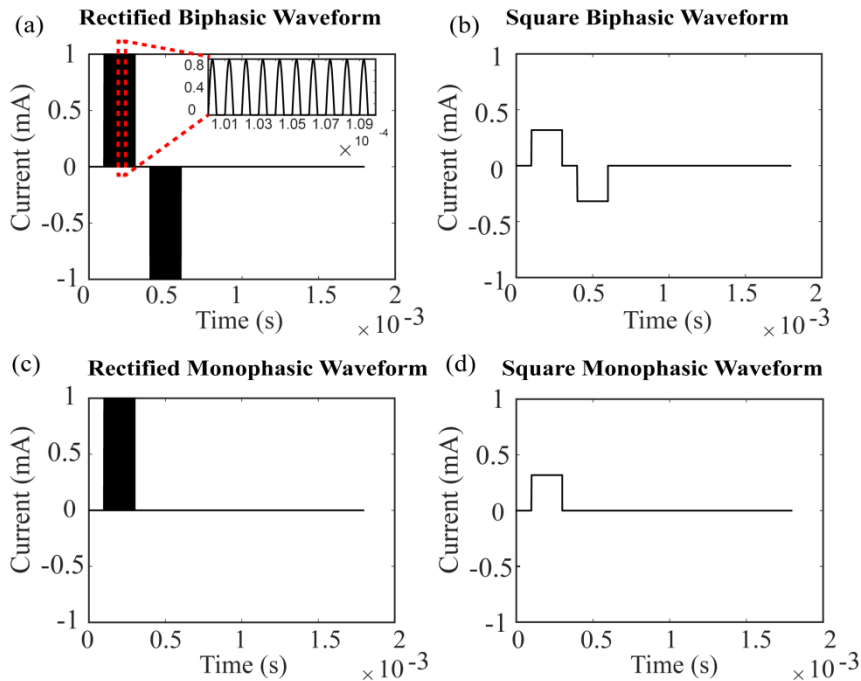 (a) Rectified Biphasic Waveform
1
0.5
0
-0.5
-1
Current (mA)
0.8
0.4
0
1.01 1.03 1.05 1.07 1.09
× 10 -4
0 0.5 1 1.5 2
Time (s)
× 10 -3
(b) Square Biphasic Waveform
1
0.5
0
-0.5
-1
Current (mA)
0 0.5 1 1.5 2
Time (s)
× 10 -3
(c) Rectified Monophasic Waveform
1
0.5
0
-0.5
-1
Current (mA)
0 0.5 1 1.5 2
Time (s)
× 10 -3
(d) Square Monophasic Waveform
1
0.5
0
-0.5
-1
Current (mA)
0 0.5 1 1.5 2
Time (s)
× 10 -3